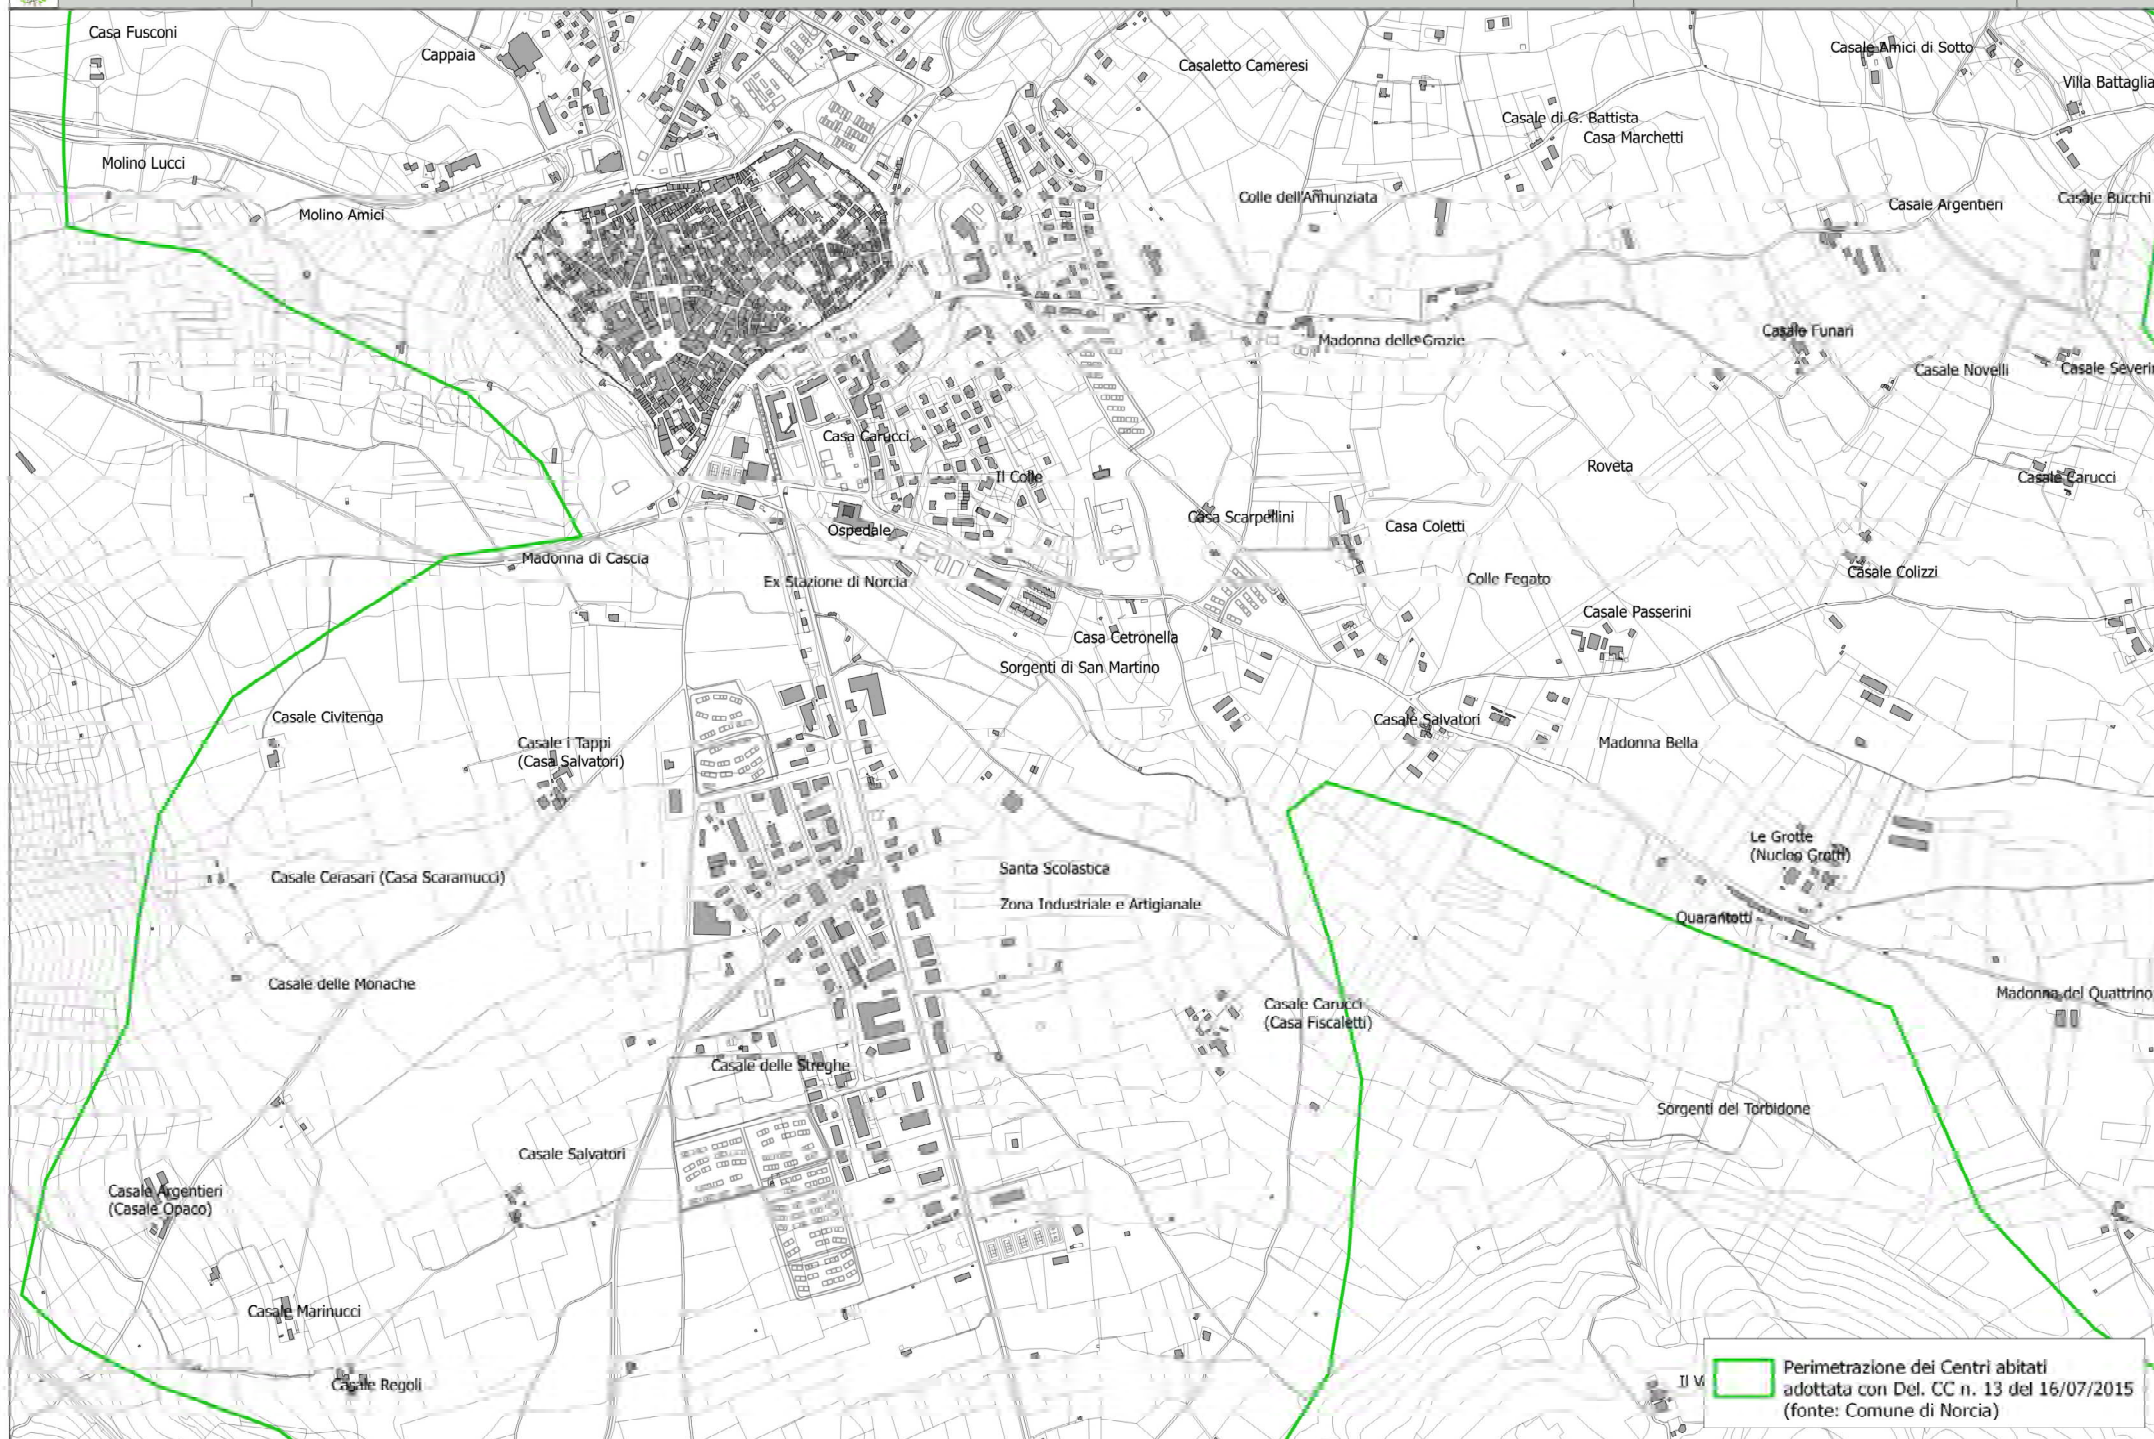 Casa Fusconi
Cappaia
Casaletto Cameresi
Casale Amici di Sotto
Villa Battaglia
Casale di G. Battista
Casa Marchetti
Molino Lucci
Molino Amici
Colle dell'Annunziata
Casale Argentieri
Casale Bucchi
Madonna delle Grazie
Casale Funari
Casale Novelli
Casale
Casa Carucci
Il Colle
Roveta
Casale Carucci
Casa Scarpellini
Casa Coletti
Ospedale
Madonna di Cascia
Ex Stazione di Norcia
Colle Fegato
Casale Colizzi
Casale Passerini
Casa Cetronella
Sorgenti di San Martino
Casale Civitenga
Casale Salvatori
Casale i Tappi
(Casa Salvatori)
Madonna Bella
Le Grotte
(Nucleo Grotti)
Casale Cerasari (Casa Scaramucci)
Santa Scolastica
Zona Industriale e Artigianale
Quarantotti
Casale delle Monache
Casale Carucci
(Casa Fiscaletti)
Madonna del Quattrino
Casale delle Streghe
Sorgenti del Torbidone
Casale Salvatori
Casale Argentieri
(Casale Opaco)
Casale Marinucci
Casale Regoli
Il
Perimetrazione dei Centri abitati
adottata con Del. CC n. 13 del 16/07/2015
(fonte: Comune di Norcia)